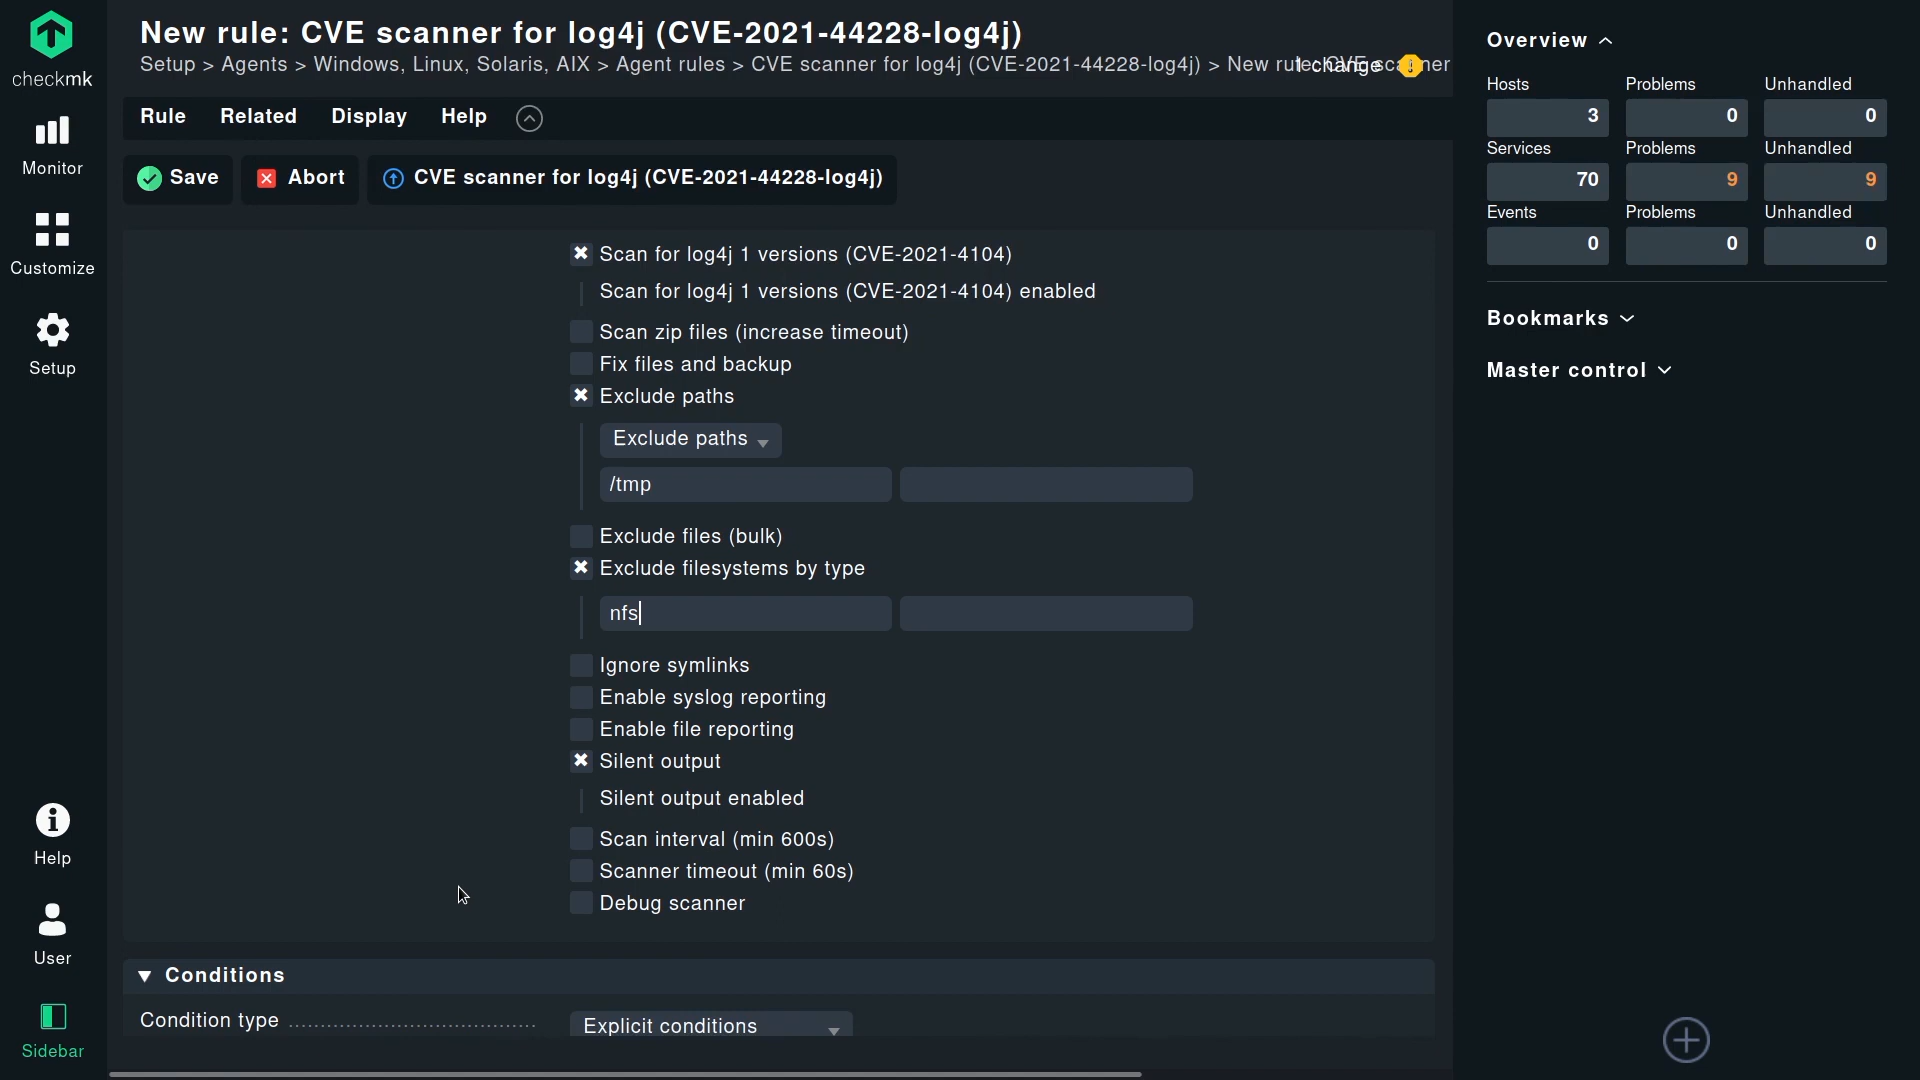 checkmk
Monitor
Customize
Setup
Help
User
Sidebar
New rule: CVE scanner for log4j (CVE-2021-44228-log4j)
Setup > Agents > Windows, Linux, Solaris, AIX > Agent rules > CVE scanner for log4j (CVE-2021-44228-log4j) > New rule: CVE scanner
1 change
Rule Related Display Help
Save Abort CVE scanner for log4j (CVE-2021-44228-log4j)
Scan for log4j 1 versions (CVE-2021-4104)
Scan for log4j 1 versions (CVE-2021-4104) enabled
Scan zip files (increase timeout)
Fix files and backup
Exclude paths
Exclude paths
/tmp
Exclude files (bulk)
Exclude filesystems by type
nfs
Ignore symlinks
Enable syslog reporting
Enable file reporting
Silent output
Silent output enabled
Scan interval (min 600s)
Scanner timeout (min 60s)
Debug scanner
Conditions
Condition type Explicit conditions
Overview
Hosts Problems Unhandled
3 0 0
Services Problems Unhandled
70 9 9
Events Problems Unhandled
0 0 0
Bookmarks
Master control